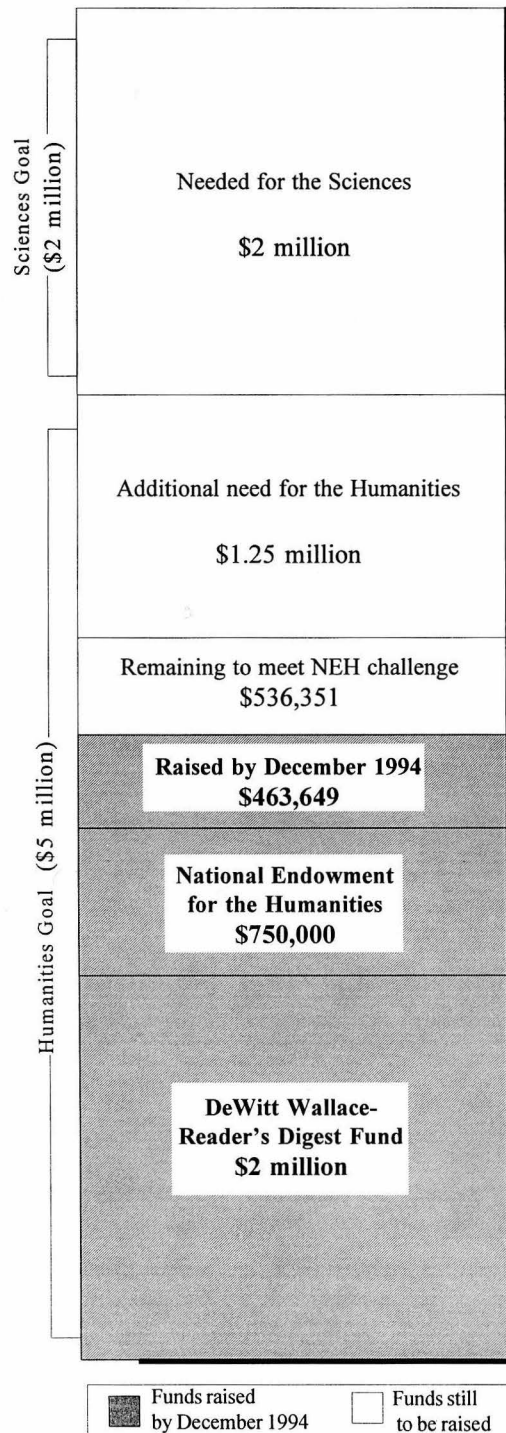 Sciences Goal
($2 million)
Needed for the Sciences
$2 million
Humanities Goal ($5 million)
Additional need for the Humanities
$1.25 million
Remaining to meet NEH challenge
$536,351
Raised by December 1994
$463,649
National Endowment
for the Humanities
$750,000
DeWitt Wallace-
Reader's Digest Fund
$2 million
Funds raised
by December 1994
Funds still
to be raised